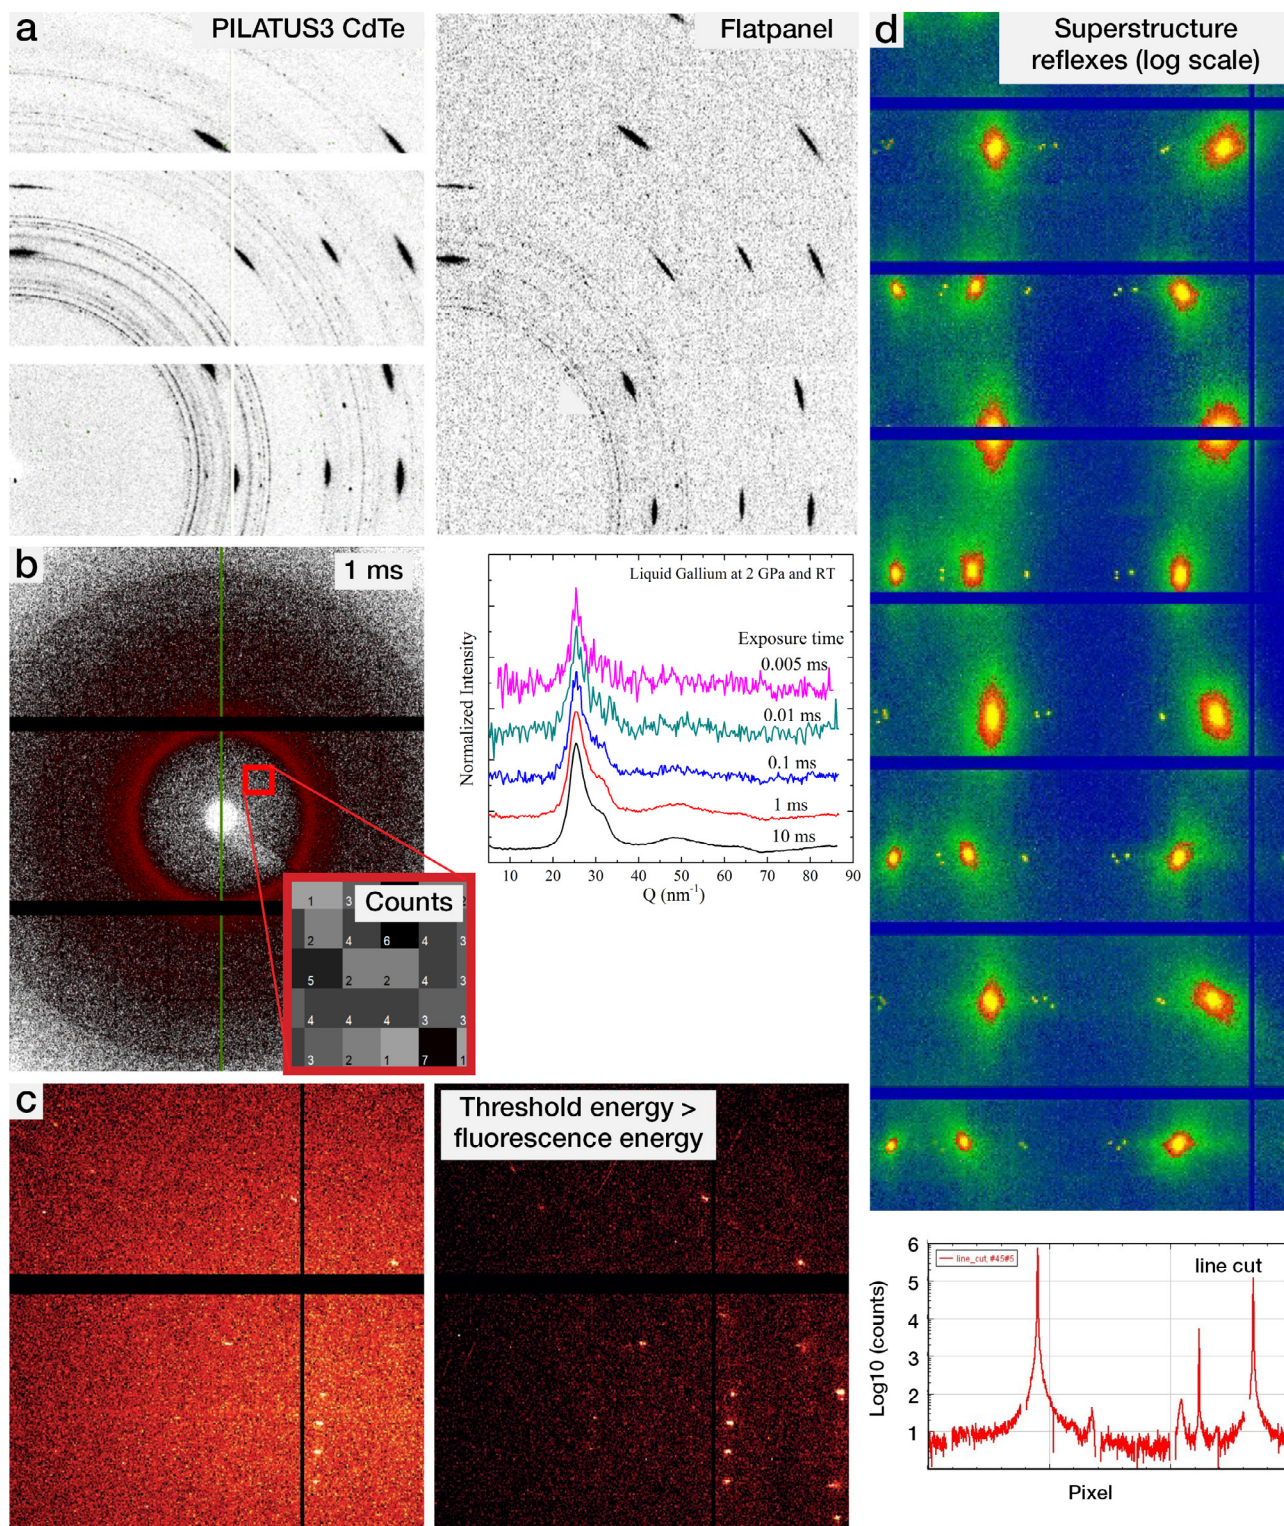 a
PILATUS3 CdTe
Flatpanel
b
1 ms
Counts
1 3 2
2 4 6 4 3
5 2 2 4 3
4 4 4 3 3
3 2 1 7 1
Liquid Gallium at 2 GPa and RT
Exposure time
0.005 ms
0.01 ms
0.1 ms
1 ms
10 ms
Normalized Intensity
10 20 30 40 50 60 70 80 90
Q (nm⁻¹)
c
Threshold energy >
fluorescence energy
d
Superstructure
reflexes (log scale)
line_cut, #45#5
line cut
6
5
4
3
2
1
Log10 (counts)
Pixel